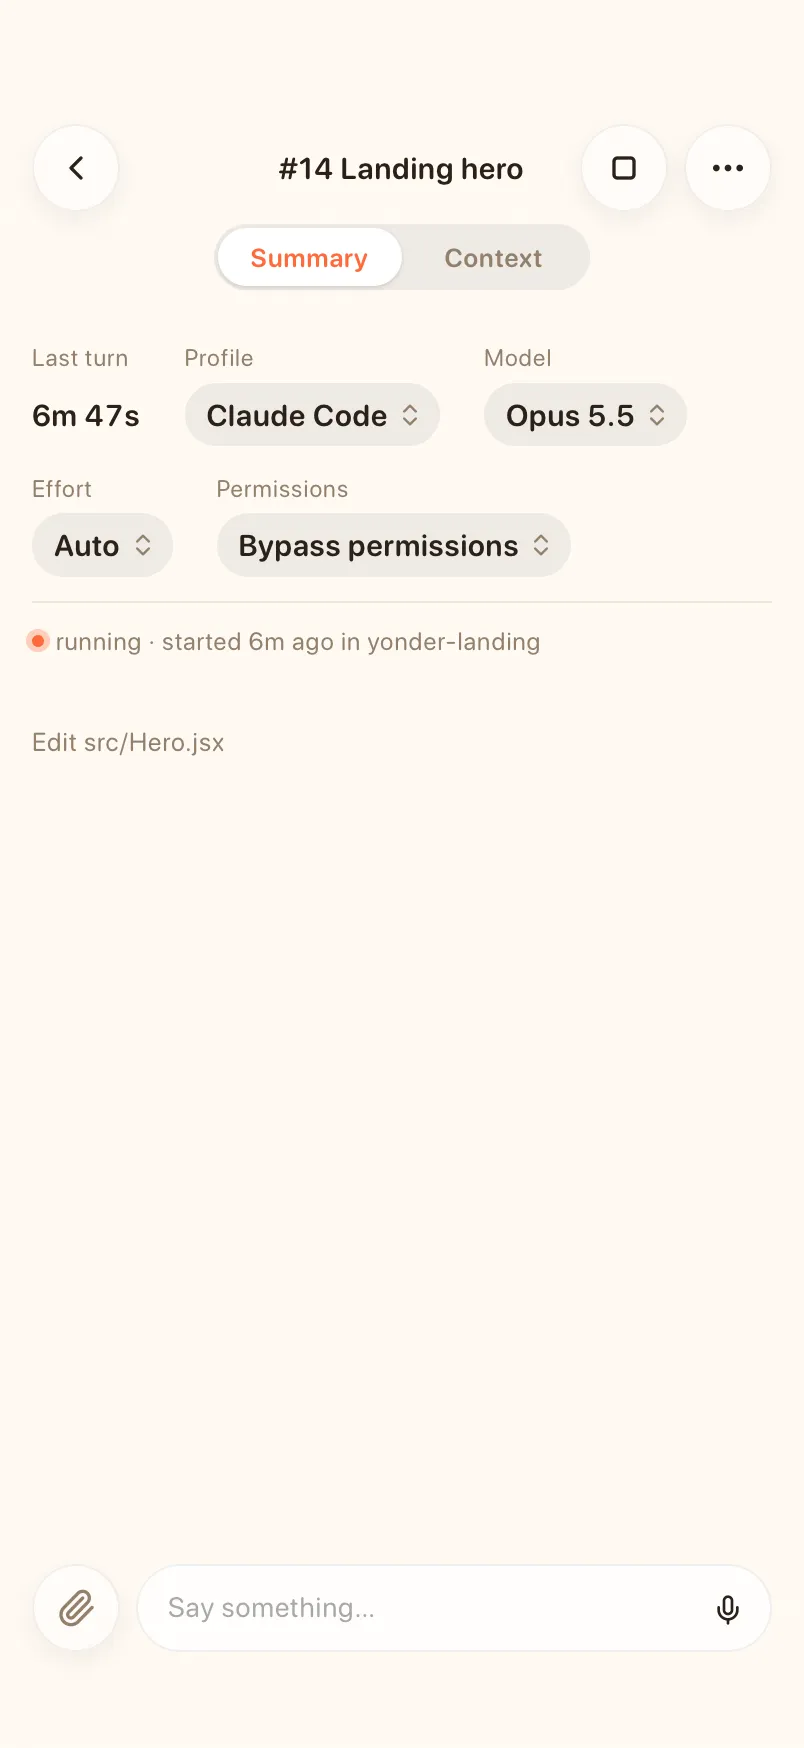 #14 Landing hero
Summary Context
Last turn Profile Model
6m 47s Claude Code Opus 5.5
Effort Permissions
Auto Bypass permissions
running · started 6m ago in yonder-landing
Edit src/Hero.jsx
Say something...